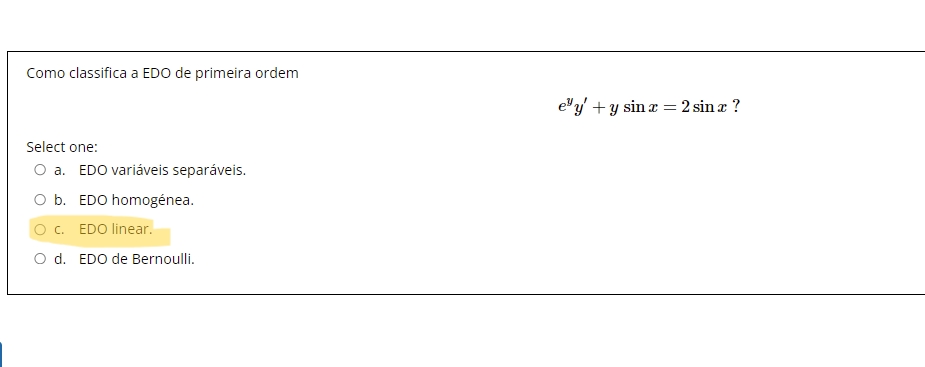 Como classifica a EDO de primeira ordem
e^y y′ + y sin x = 2 sin x ?
Select one:
a. EDO variáveis separáveis.
b. EDO homogénea.
c. EDO linear.
d. EDO de Bernoulli.